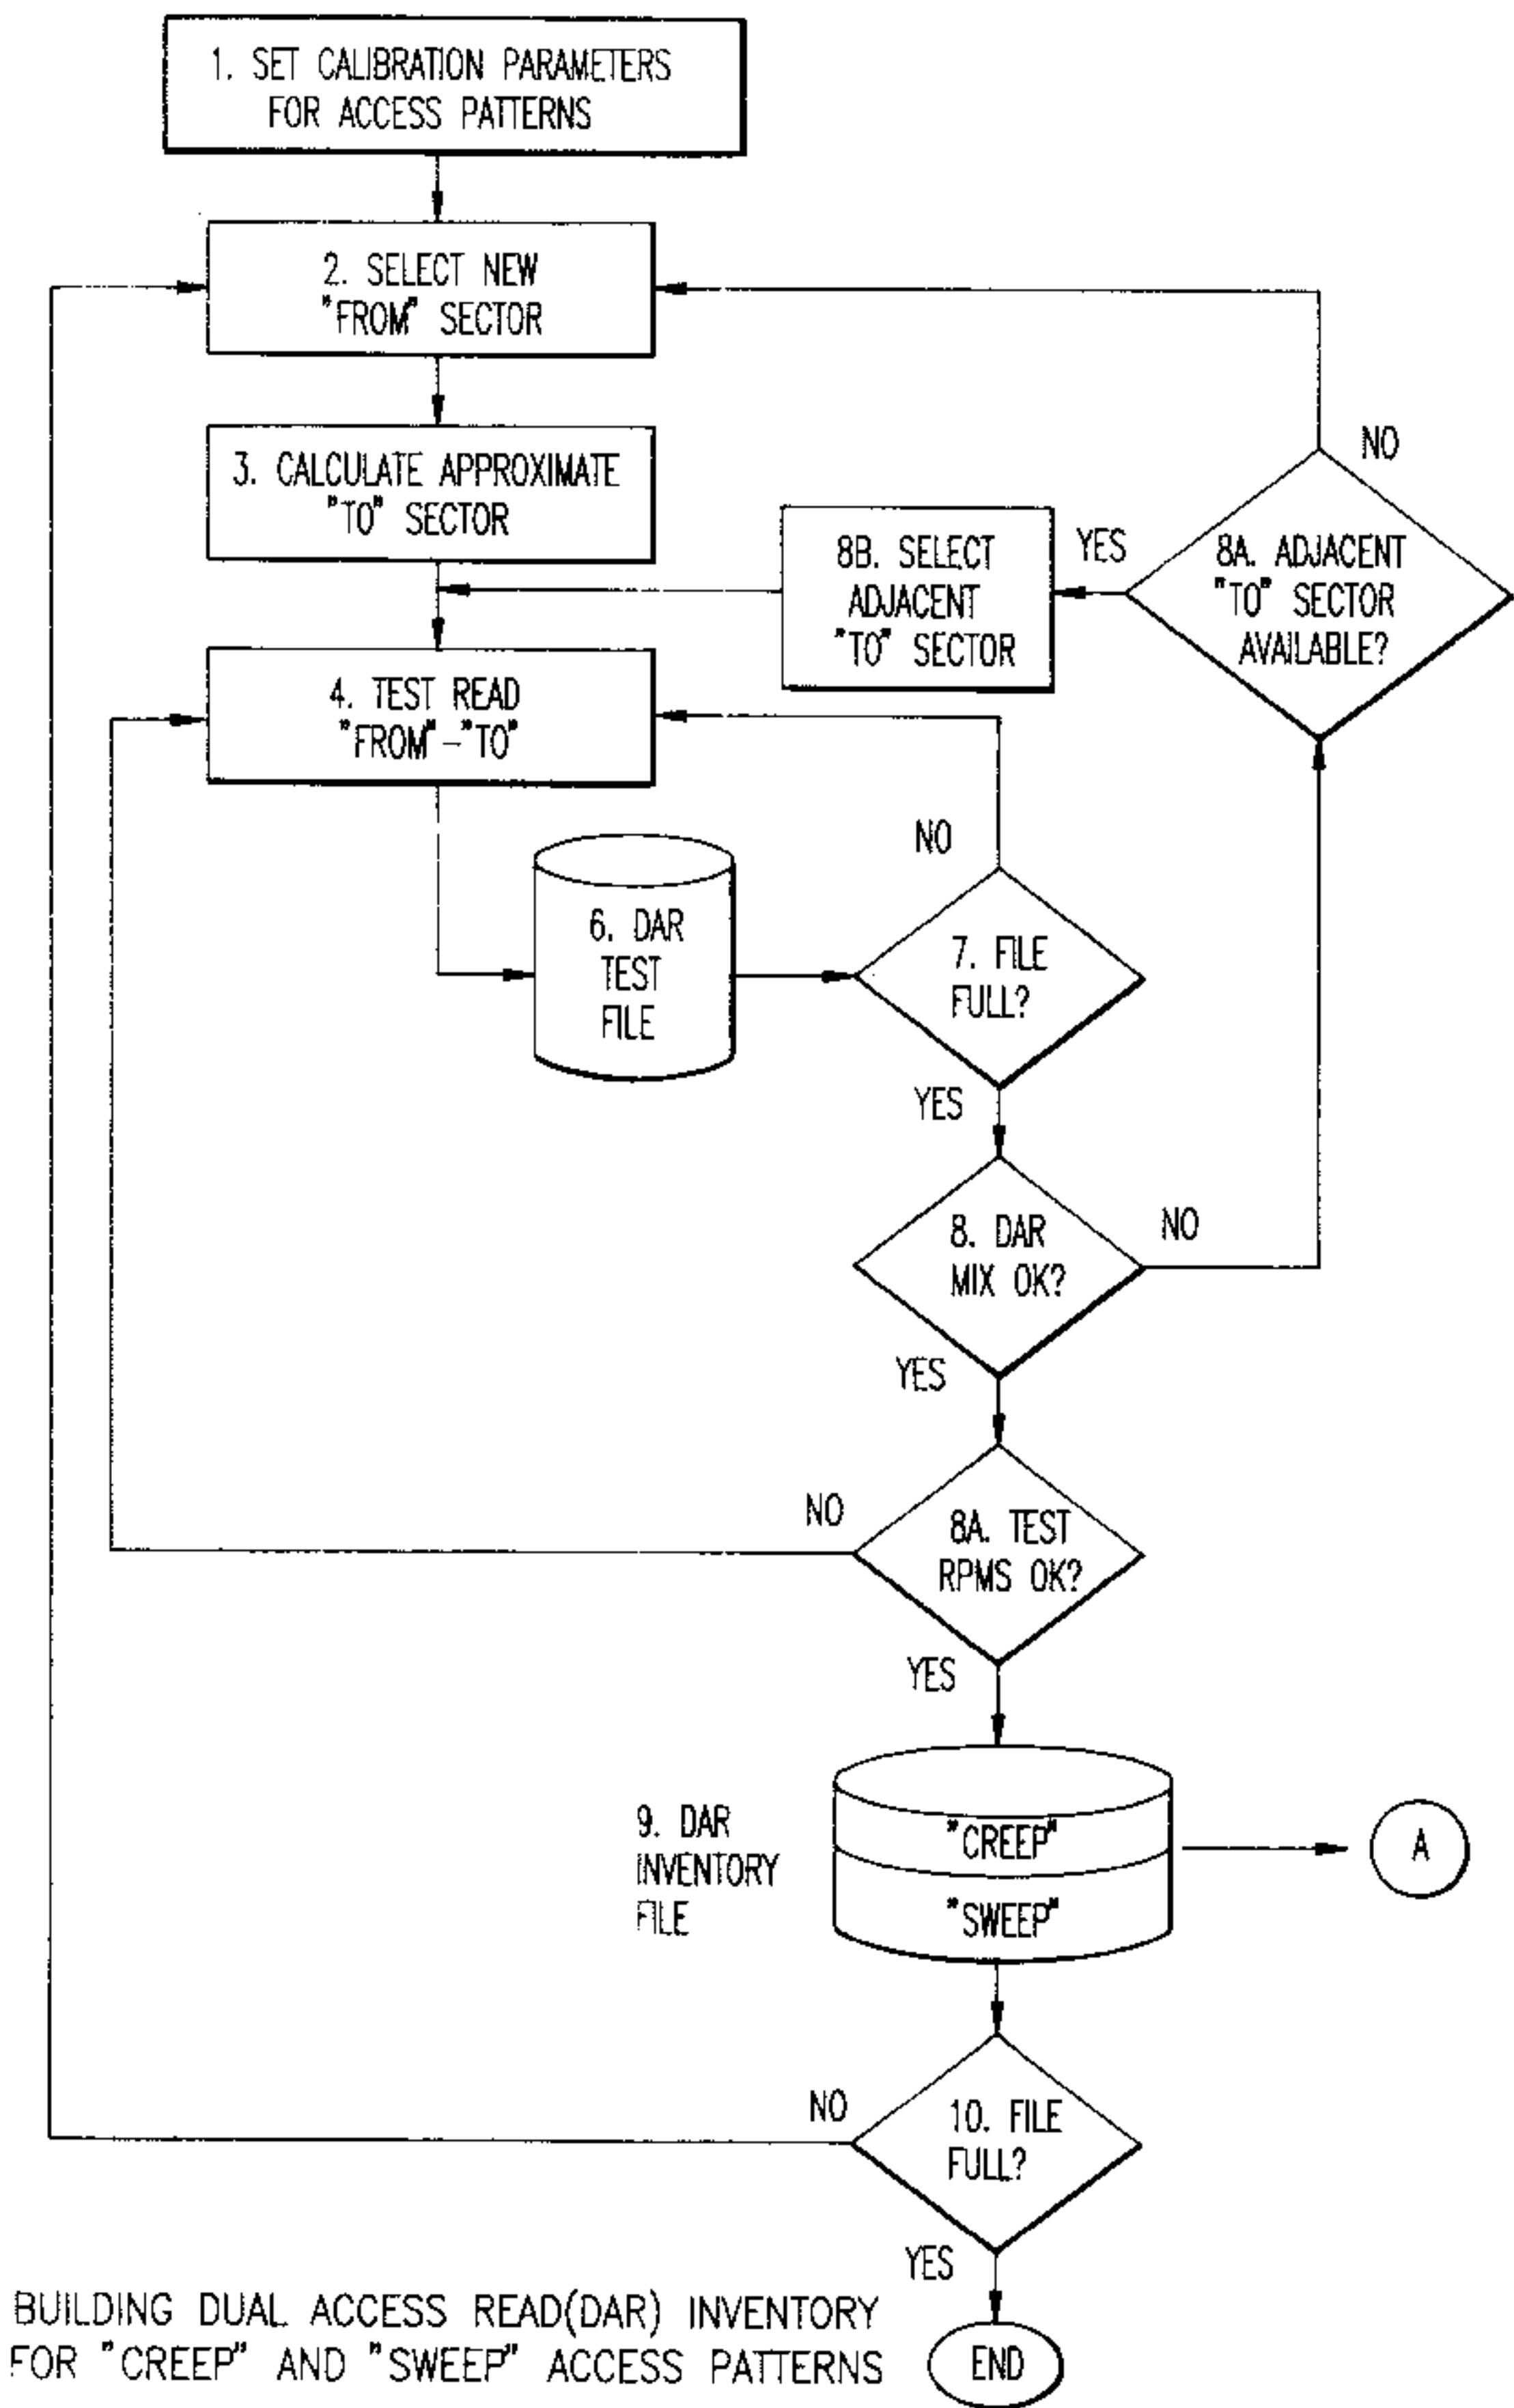 1. SET CALIBRATION PARAMETERS
FOR ACCESS PATTERNS
2. SELECT NEW
"FROM" SECTOR
3. CALCULATE APPROXIMATE
"TO" SECTOR
8B. SELECT
ADJACENT
"TO" SECTOR
YES
8A. ADJACENT
"TO" SECTOR
AVAILABLE?
NO
4. TEST READ
"FROM"-"TO"
NO
6. DAR
TEST
FILE
7. FILE
FULL?
YES
8. DAR
MIX OK?
NO
YES
NO
8A. TEST
RPMS OK?
YES
9. DAR
INVENTORY
FILE
"CREEP"
"SWEEP"
A
NO
10. FILE
FULL?
YES
END
BUILDING DUAL ACCESS READ(DAR) INVENTORY
FOR "CREEP" AND "SWEEP" ACCESS PATTERNS